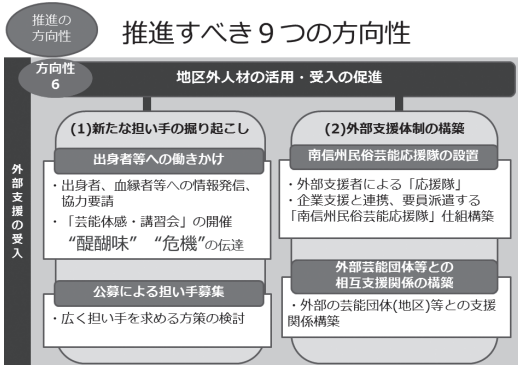 推進の
方向性
推進すべき９つの方向性
方向性
6
地区外人材の活用・受入の促進
外部支援の受入
(1)新たな担い手の掘り起こし
出身者等への働きかけ
・出身者、血縁者等への情報発信、
協力要請
・「芸能体感・講習会」の開催
“醍醐味” “危機”の伝達
公募による担い手募集
・広く担い手を求める方策の検討
(2)外部支援体制の構築
南信州民俗芸能応援隊の設置
・外部支援者による「応援隊」
・企業支援と連携、要員派遣する
「南信州民俗芸能応援隊」仕組構築
外部芸能団体等との
相互支援関係の構築
・外部の芸能団体(地区)等との支援
関係構築